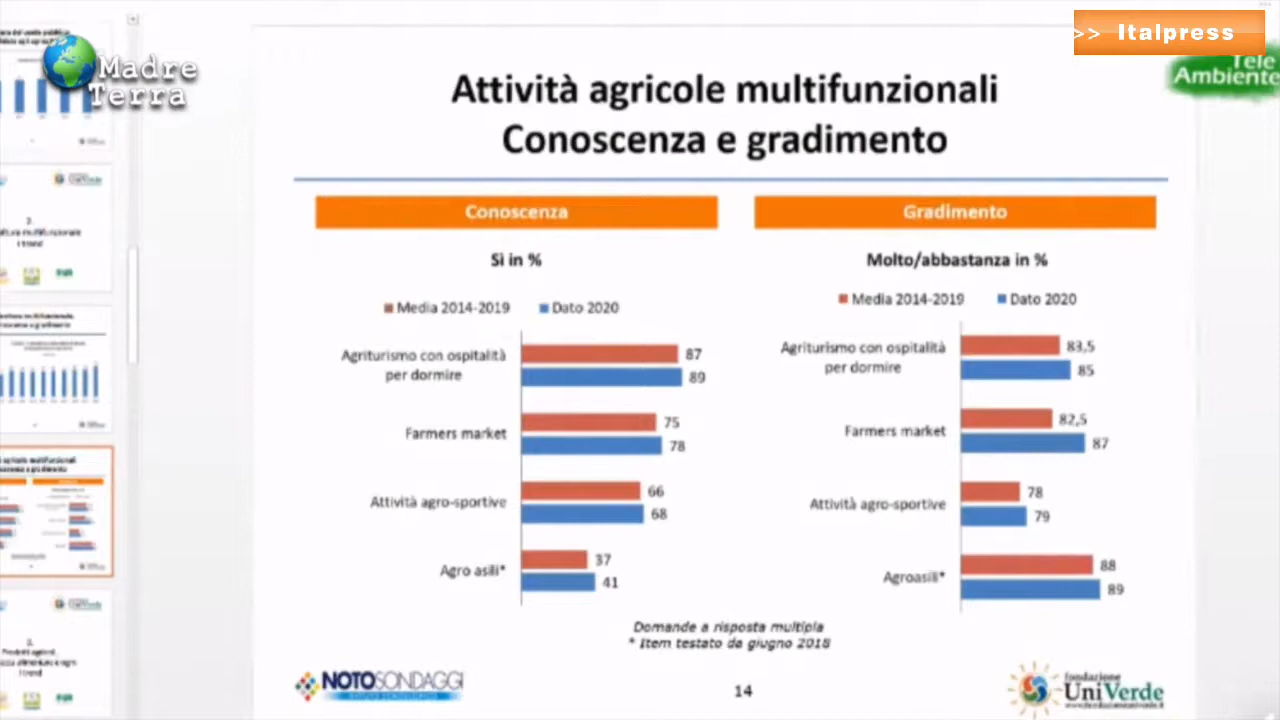 >> Italpress
Madre
Terra
Tele
Ambiente
Attività agricole multifunzionali
Conoscenza e gradimento
Conoscenza
Gradimento
Sì in %
Molto/abbastanza in %
Media 2014-2019
Dato 2020
Media 2014-2019
Dato 2020
Agriturismo con ospitalità
per dormire
87
89
Farmers market
75
78
Attività agro-sportive
66
68
Agro asili*
37
41
Agriturismo con ospitalità
per dormire
83,5
85
Farmers market
82,5
87
Attività agro-sportive
78
79
Agroasili*
88
89
Domande a risposta multipla
* Item testato da giugno 2018
NOTOSONDAGGI
14
fondazione
UniVerde
www.fondazioneuniverde.it